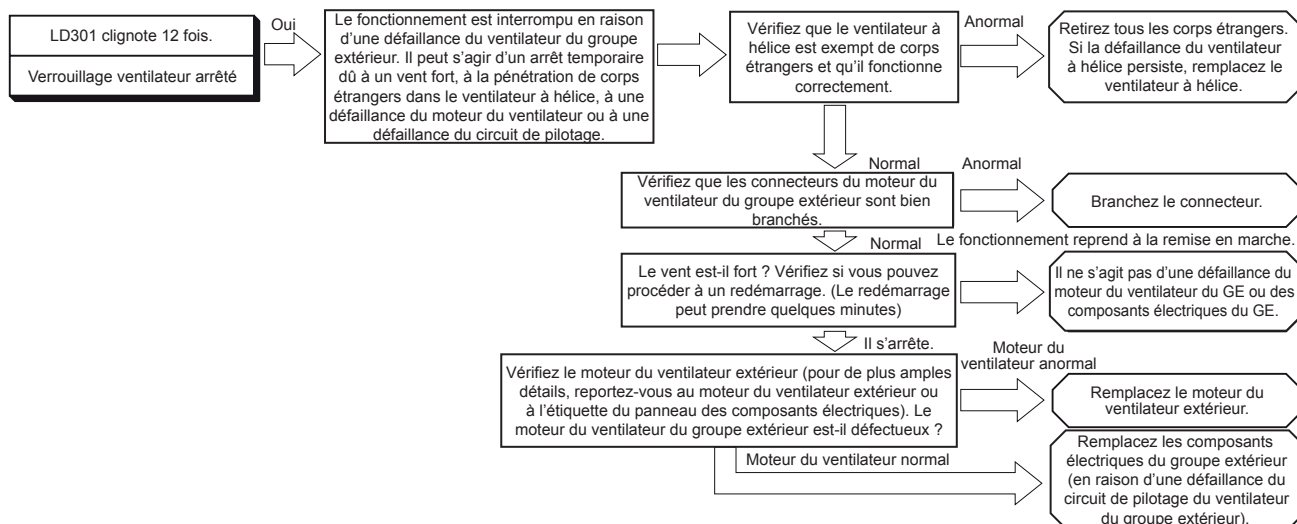 LD301 clignote 12 fois.
Verrouillage ventilateur arrêté
Oui
Le fonctionnement est interrompu en raison
d’une défaillance du ventilateur du groupe
extérieur. Il peut s’agir d’un arrêt temporaire
dû à un vent fort, à la pénétration de corps
étrangers dans le ventilateur à hélice, à une
défaillance du moteur du ventilateur ou à une
défaillance du circuit de pilotage.
Vérifiez que le ventilateur à
hélice est exempt de corps
étrangers et qu’il fonctionne
correctement.
Anormal
Retirez tous les corps étrangers.
Si la défaillance du ventilateur
à hélice persiste, remplacez le
ventilateur à hélice.
Normal
Vérifiez que les connecteurs du moteur du
ventilateur du groupe extérieur sont bien
branchés.
Anormal
Branchez le connecteur.
Normal
Le vent est-il fort ? Vérifiez si vous pouvez
procéder à un redémarrage. (Le redémarrage
peut prendre quelques minutes)
Le fonctionnement reprend à la remise en marche.
Il ne s’agit pas d’une défaillance du
moteur du ventilateur du GE ou des
composants électriques du GE.
Il s’arrête.
Vérifiez le moteur du ventilateur extérieur (pour de plus amples
détails, reportez-vous au moteur du ventilateur extérieur ou
à l’étiquette du panneau des composants électriques). Le
moteur du ventilateur du groupe extérieur est-il défectueux ?
Moteur du
ventilateur anormal
Remplacez le moteur du
ventilateur extérieur.
Moteur du ventilateur normal
Remplacez les composants
électriques du groupe extérieur
(en raison d’une défaillance du
circuit de pilotage du ventilateur
du groupe extérieur).